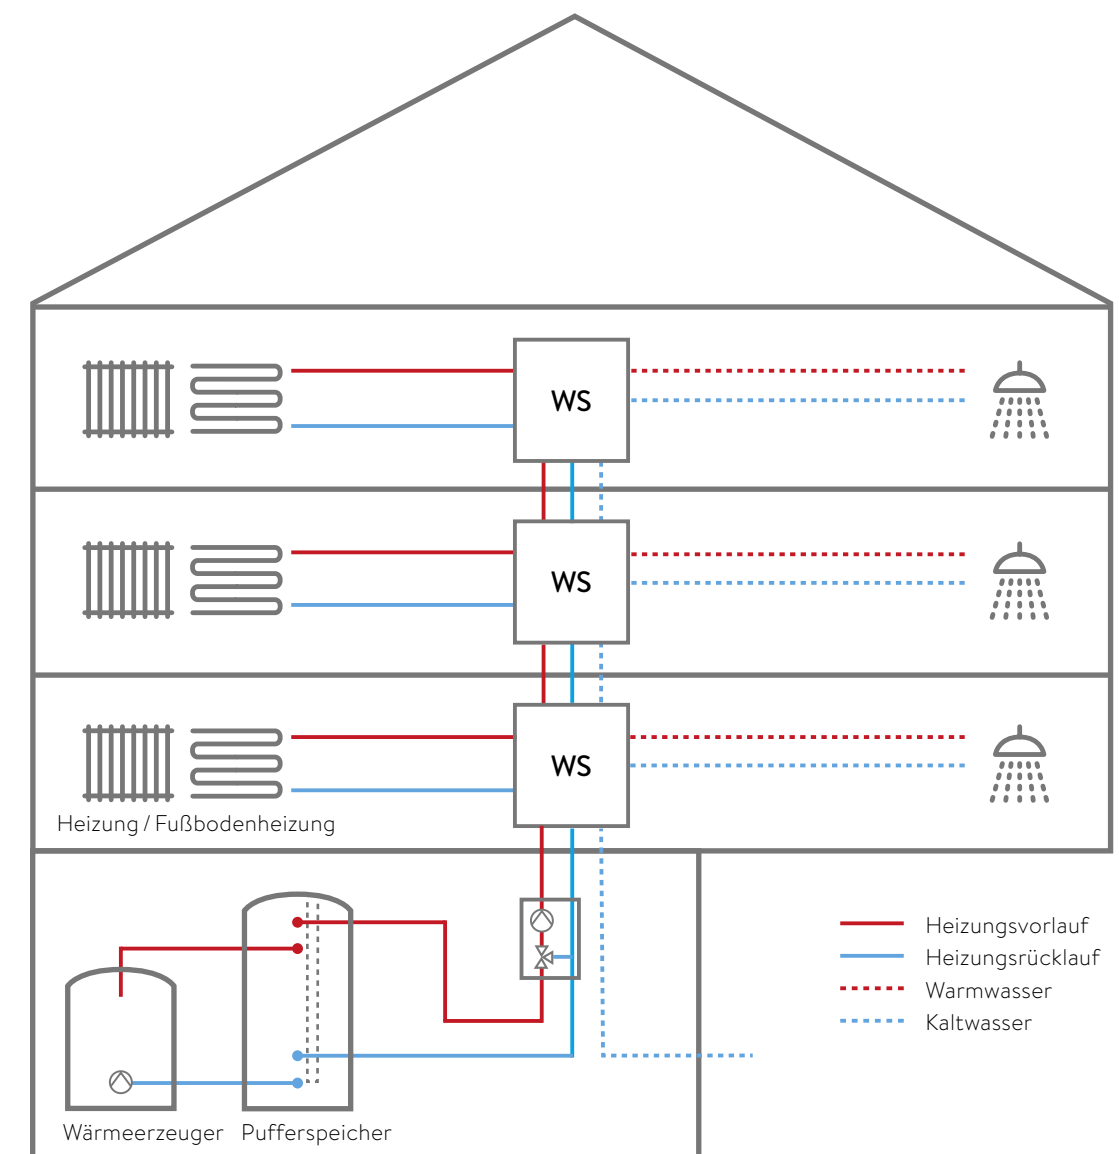 WS
WS
WS
Heizung / Fußbodenheizung
Heizungsvorlauf
Heizungsrücklauf
Warmwasser
Kaltwasser
Wärmeerzeuger
Pufferspeicher